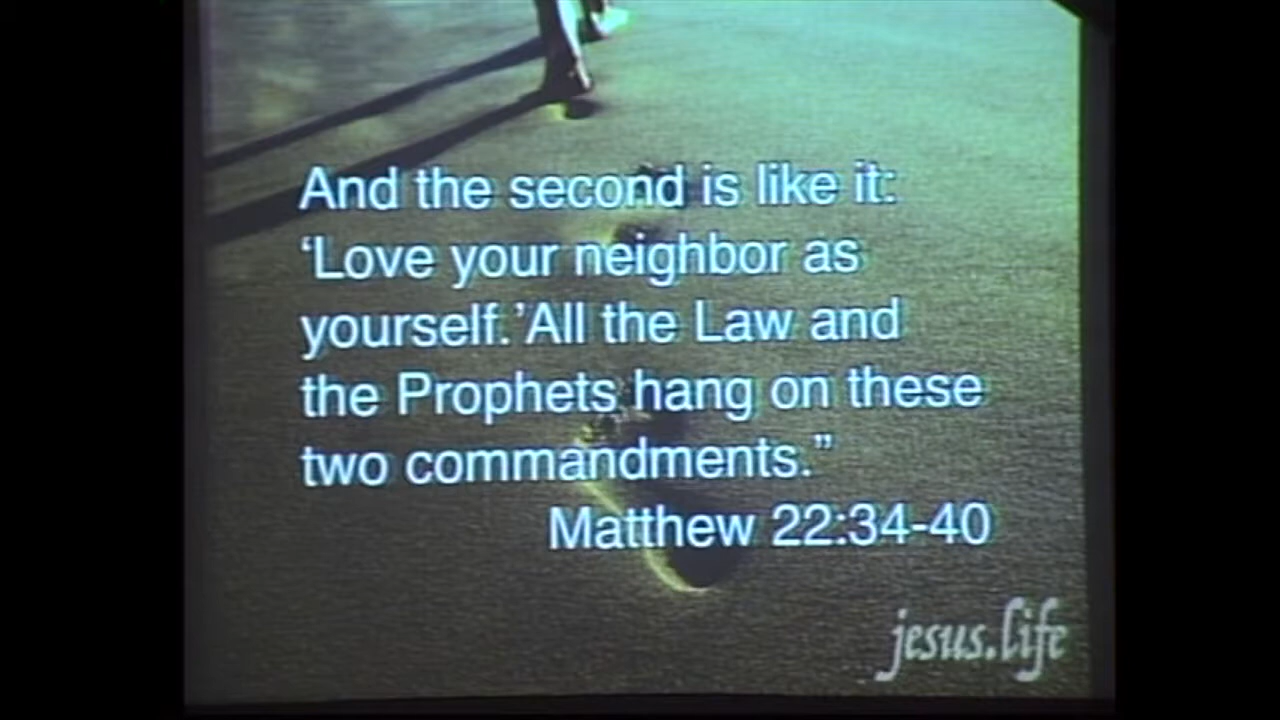 And the second is like it:
‘Love your neighbor as
yourself.’All the Law and
the Prophets hang on these
two commandments.”
Matthew 22:34-40
jesus.life